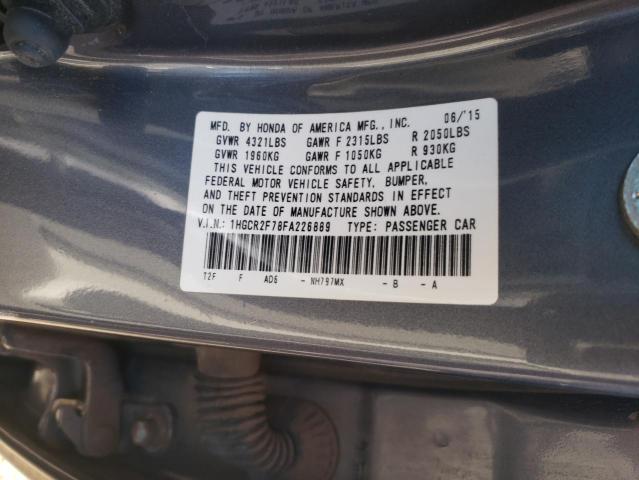 MFD. BY HONDA OF AMERICA MFG., INC. 06/'15
GVWR 4321LBS GAWR F 2315LBS R 2050LBS
GVWR 1960KG GAWR F 1050KG R 930KG
THIS VEHICLE CONFORMS TO ALL APPLICABLE
FEDERAL MOTOR VEHICLE SAFETY, BUMPER,
AND THEFT PREVENTION STANDARDS IN EFFECT
ON THE DATE OF MANUFACTURE SHOWN ABOVE.
V.I.N.: 1HGCR2F78FA226889 TYPE: PASSENGER CAR
T2F F AD6 - NH797MX - B - A